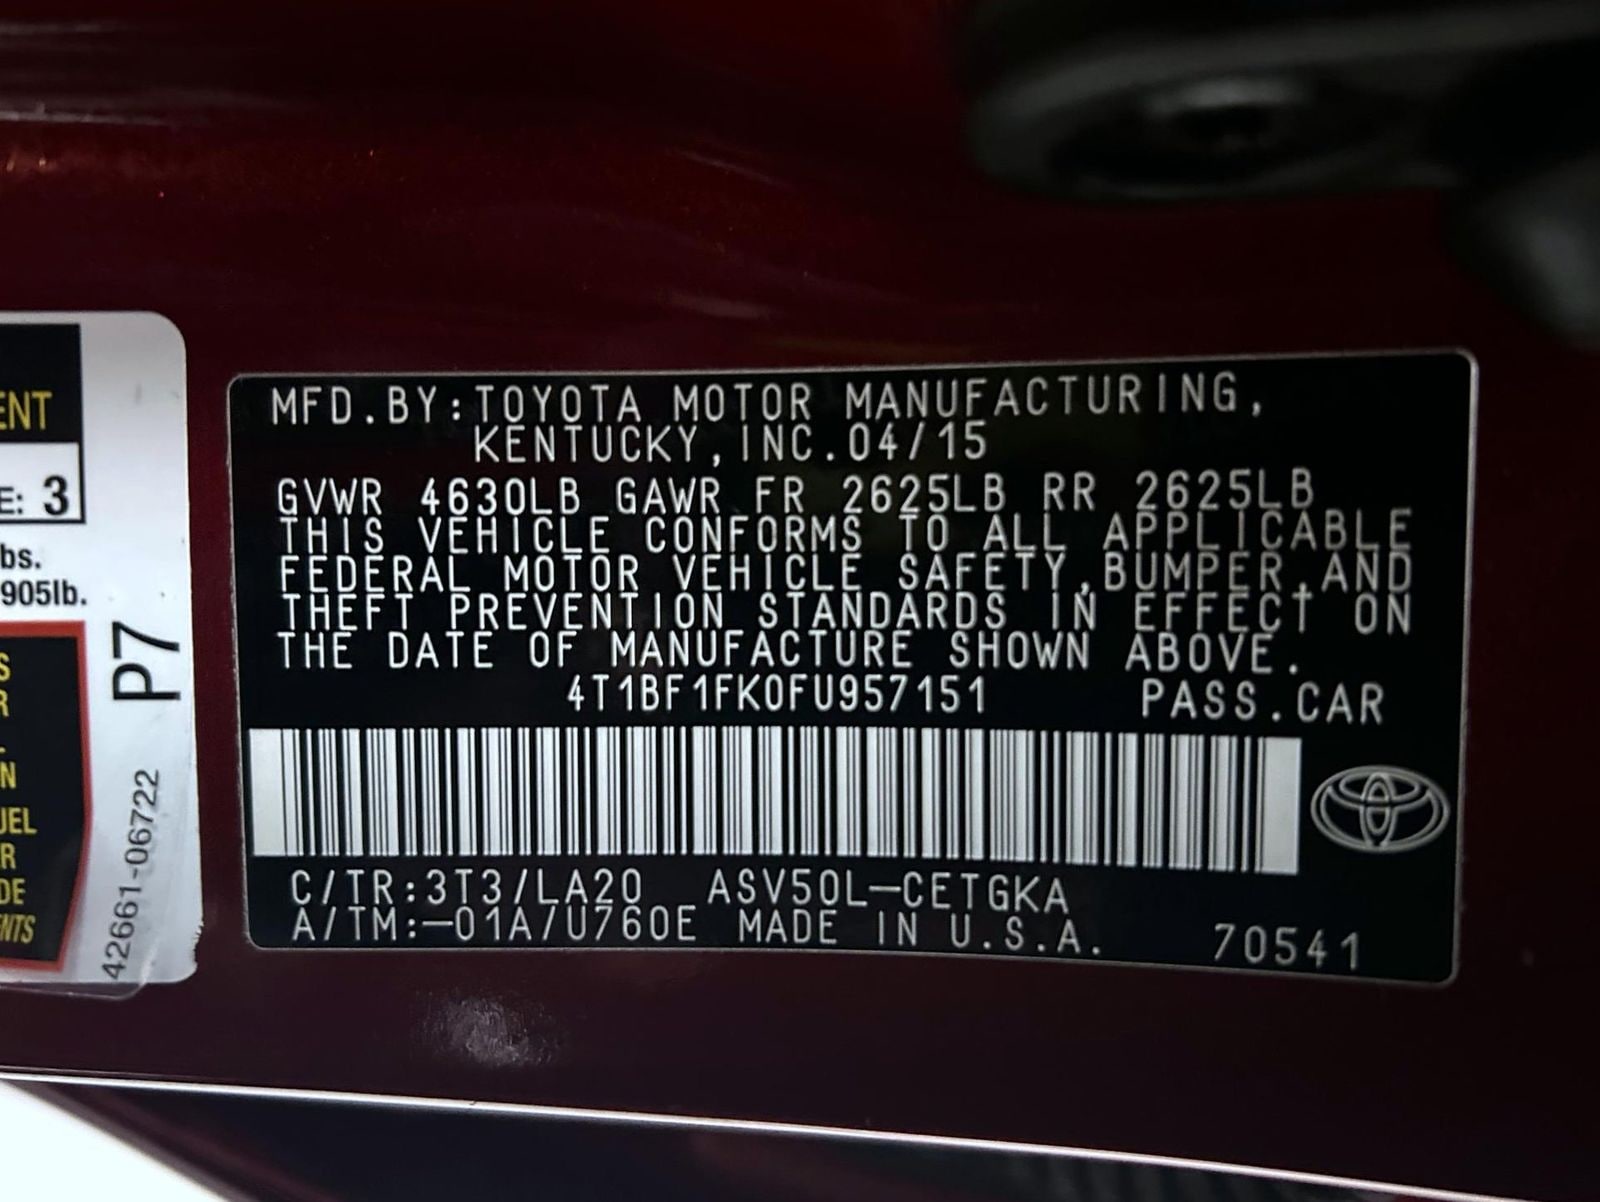 ENT
E: 3
bs.
905lb.
S
R
N
UEL
R
DE
NTS
P7
42661-06722
MFD.BY:TOYOTA MOTOR MANUFACTURING,
KENTUCKY,INC.04/15
GVWR 4630LB GAWR FR 2625LB RR 2625LB
THIS VEHICLE CONFORMS TO ALL APPLICABLE
FEDERAL MOTOR VEHICLE SAFETY,BUMPER,AND
THEFT PREVENTION STANDARDS IN EFFECT ON
THE DATE OF MANUFACTURE SHOWN ABOVE.
4T1BF1FK0FU957151 PASS.CAR
C/TR:3T3/LA20 ASV50L-CETGKA
A/TM:-01A/U760E MADE IN U.S.A. 70541